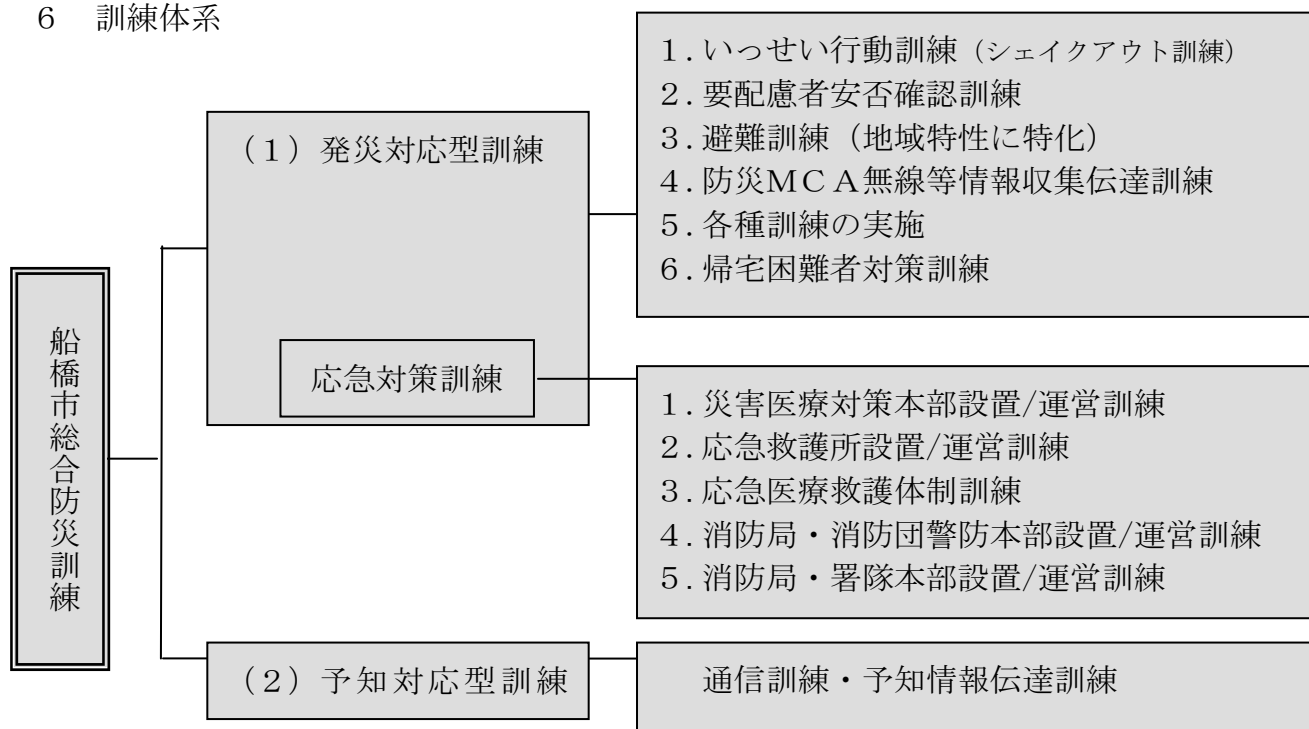 ６　訓練体系
船橋市総合防災訓練
（１）発災対応型訓練
１.いっせい行動訓練（シェイクアウト訓練）
２.要配慮者安否確認訓練
３.避難訓練（地域特性に特化）
４.防災ＭＣＡ無線等情報収集伝達訓練
５.各種訓練の実施
６.帰宅困難者対策訓練
応急対策訓練
１.災害医療対策本部設置/運営訓練
２.応急救護所設置/運営訓練
３.応急医療救護体制訓練
４.消防局・消防団警防本部設置/運営訓練
５.消防局・署隊本部設置/運営訓練
（２）予知対応型訓練
通信訓練・予知情報伝達訓練